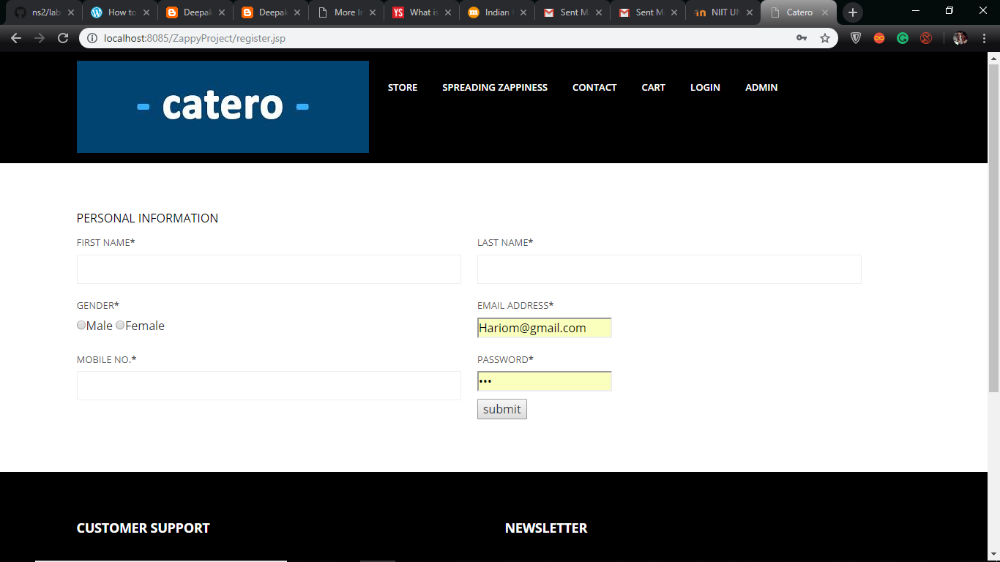 ns2/lab
How to
Deepak
Deepak
More In
What is
Indian
Sent M
Sent M
NIIT UN
Catero
localhost:8085/ZappyProject/register.jsp
- catero -
STORE SPREADING ZAPPINESS CONTACT CART LOGIN ADMIN
PERSONAL INFORMATION
FIRST NAME* LAST NAME*
GENDER* EMAIL ADDRESS*
Male Female Hariom@gmail.com
MOBILE NO.* PASSWORD*
•••
submit
CUSTOMER SUPPORT NEWSLETTER